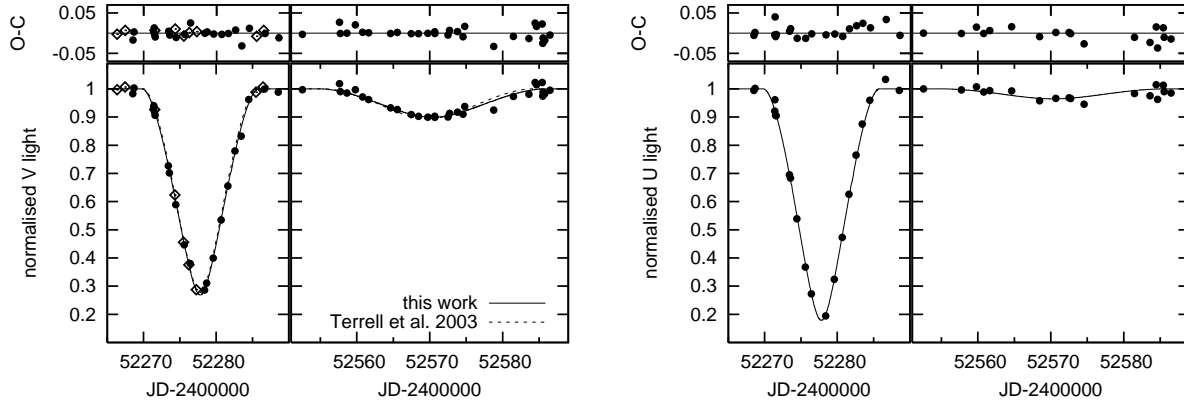 O-C
0.05
-0.05
normalised V light
1
0.9
0.8
0.7
0.6
0.5
0.4
0.3
0.2
this work
Terrell et al. 2003
52270 52280 52560 52570 52580
JD-2400000 JD-2400000
O-C
0.05
-0.05
normalised U light
1
0.9
0.8
0.7
0.6
0.5
0.4
0.3
0.2
52270 52280 52560 52570 52580
JD-2400000 JD-2400000